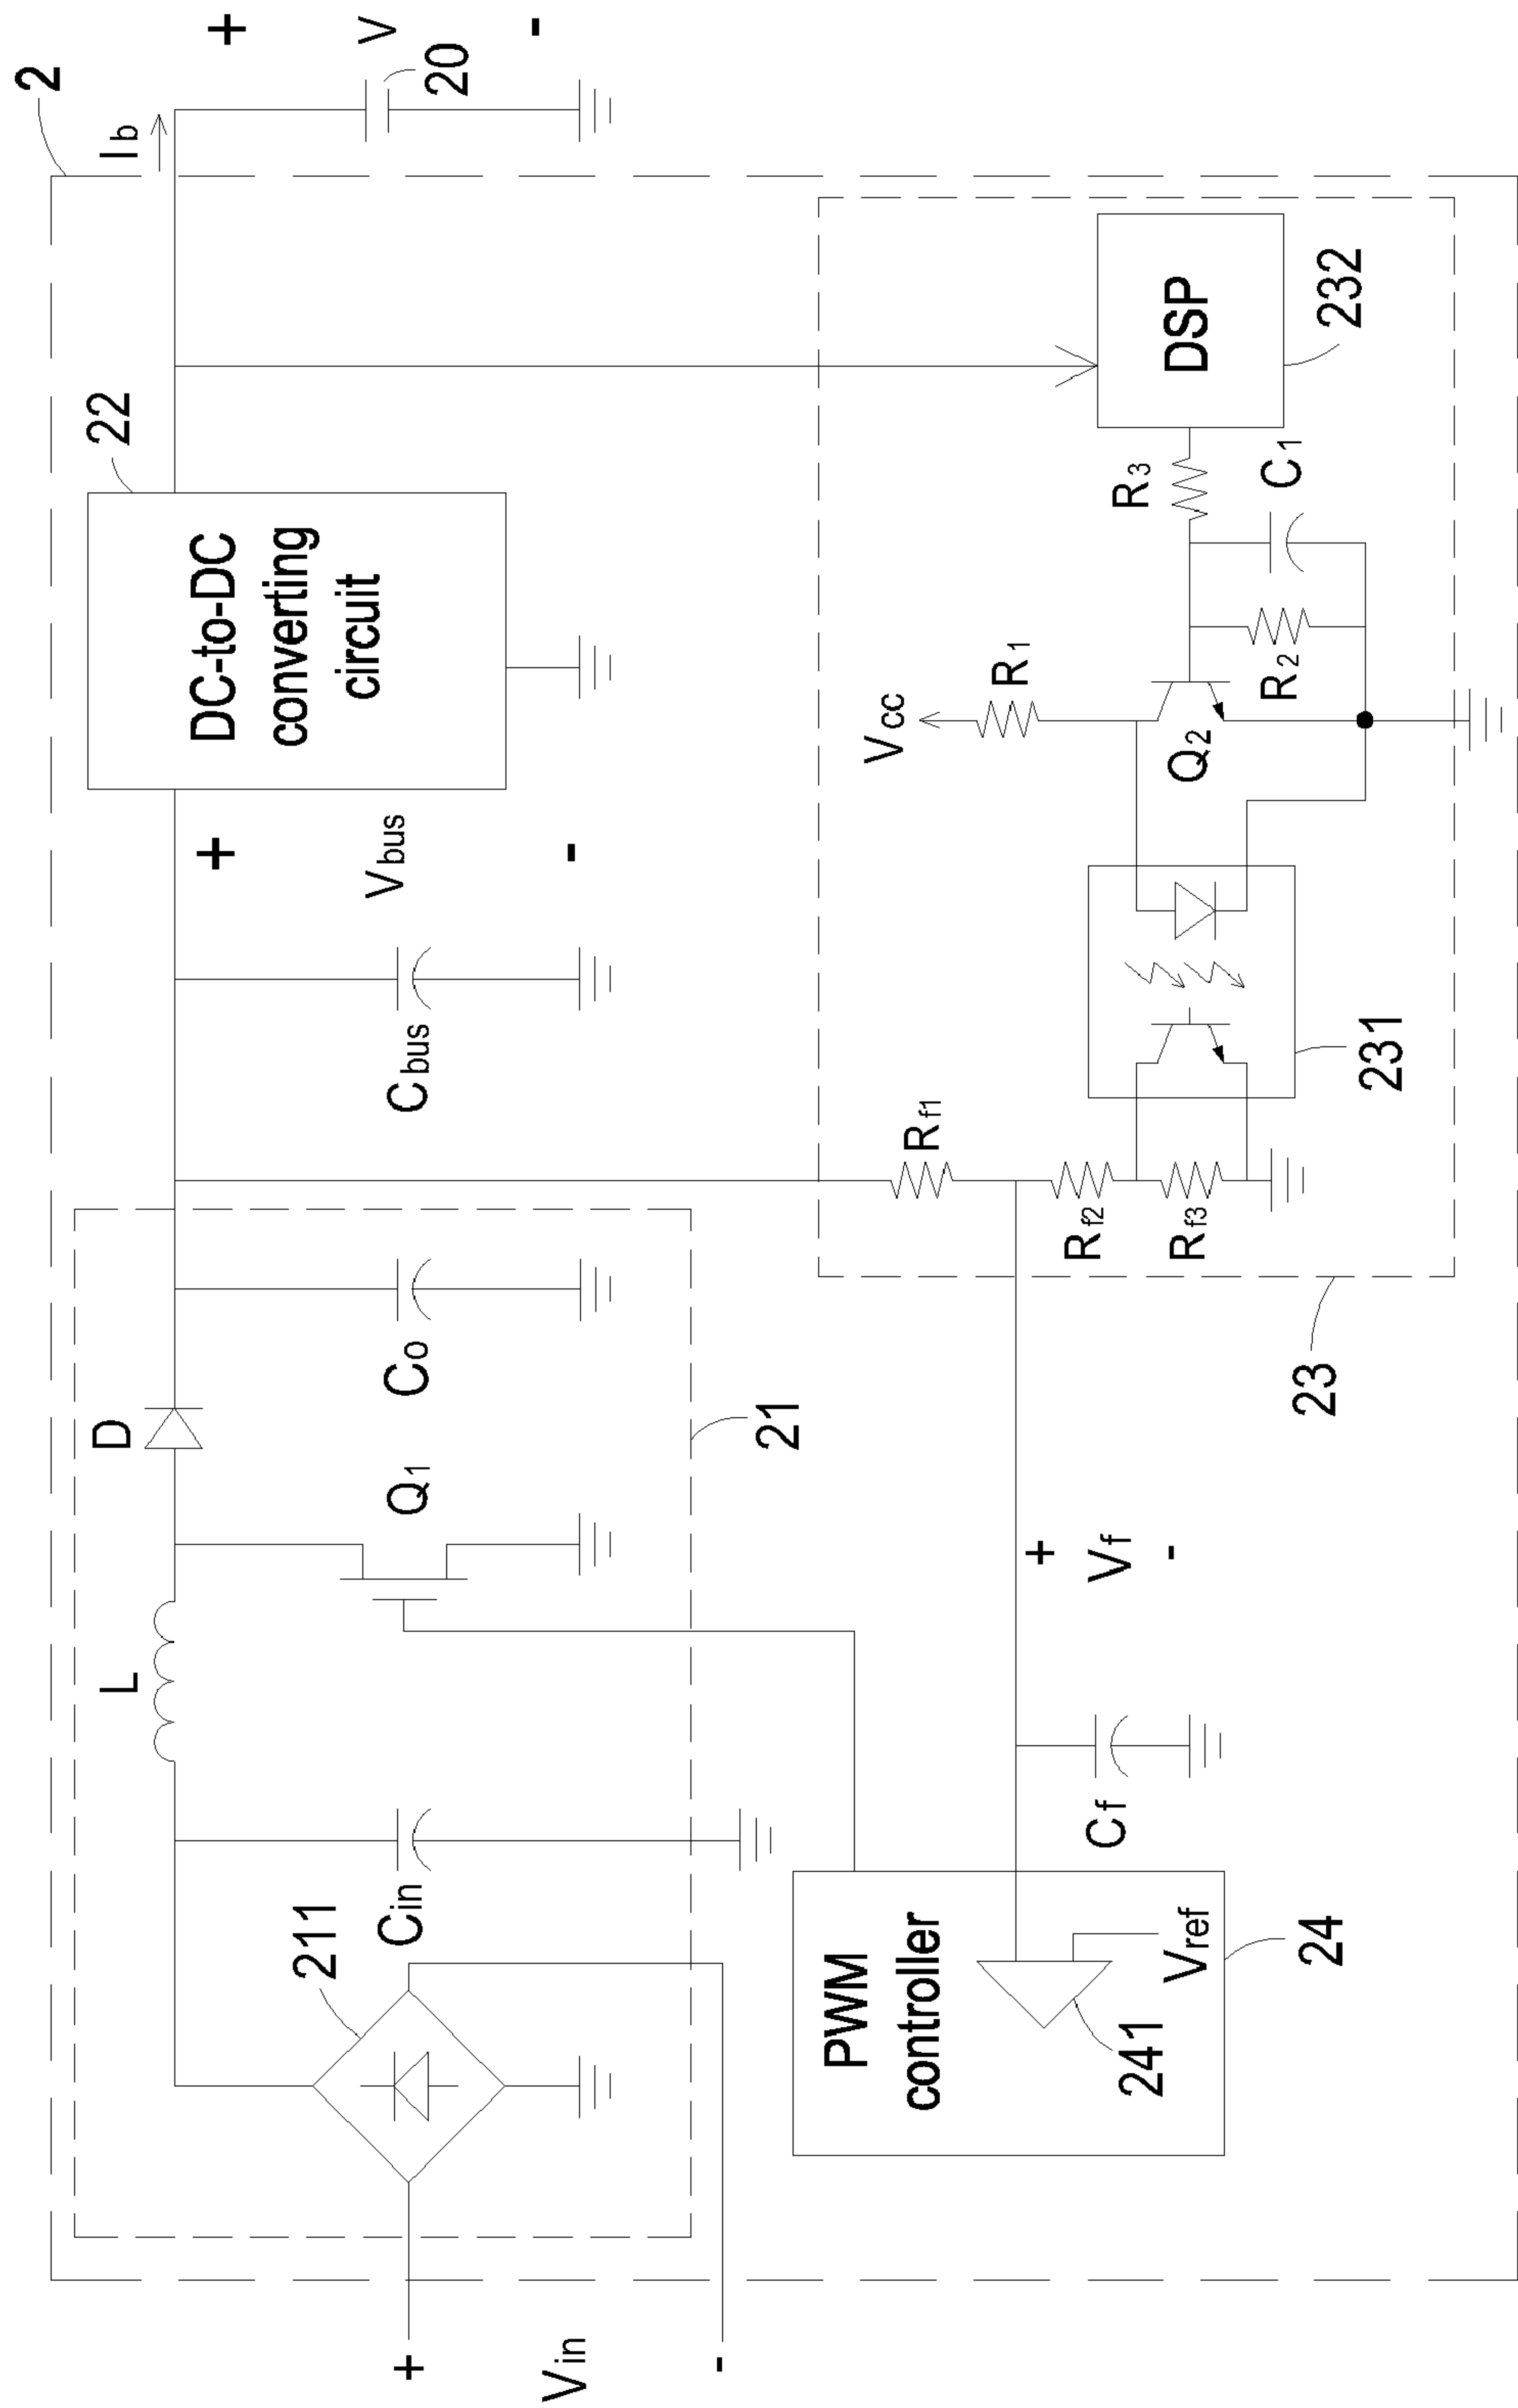 2
Ib
+
V
-
20
22
DC-to-DC
converting
circuit
+
Vbus
-
Cbus
D
Co
Q1
L
21
Cin
211
+
Vin
-
PWM
controller
241
Vref
24
Cf
+
Vf
-
23
Rf1
Rf2
Rf3
231
Vcc
R1
Q2
R2
C1
R3
DSP
232